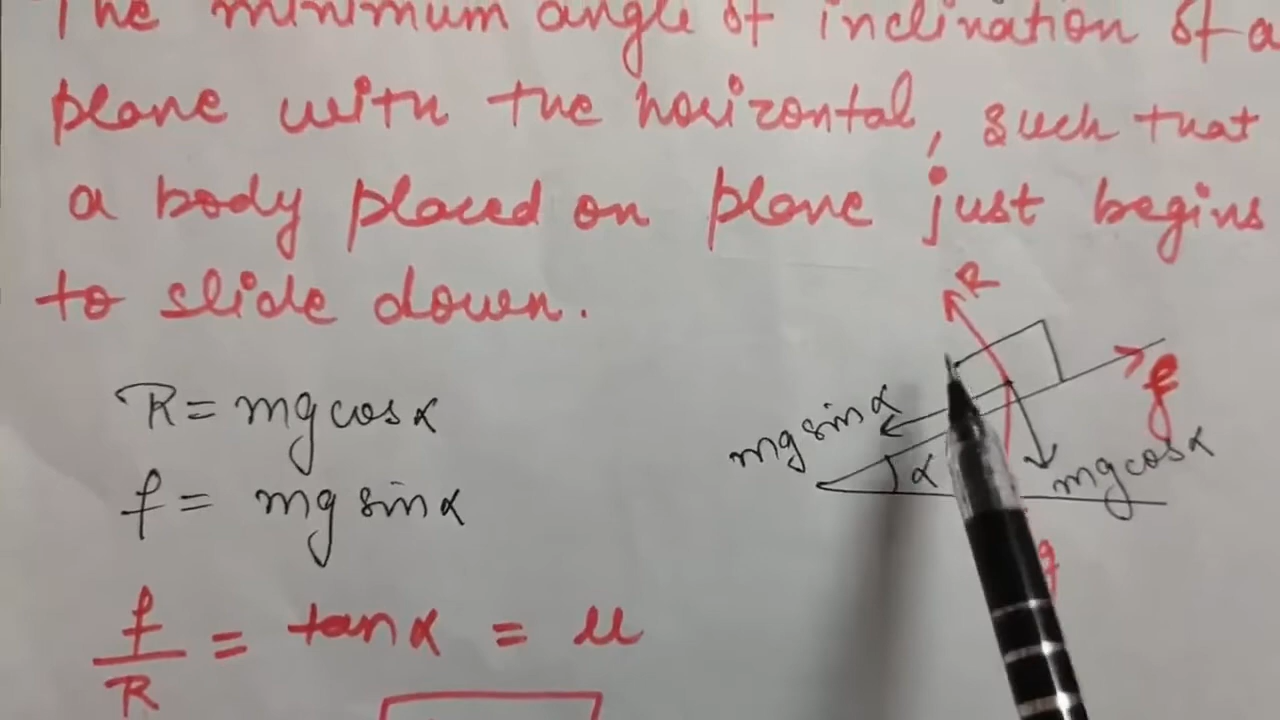 The minimum angle of inclination of a
plane with the horizontal, such that
a body placed on plane just begins
to slide down.
R
f
mg sin α
α
mg cos α
R = mg cos α
f = mg sin α
g
f/R = tan α = μ